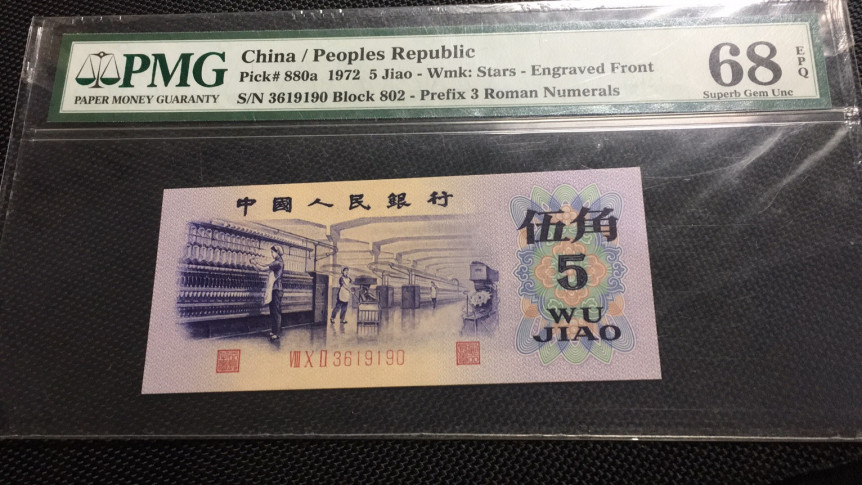 PMG
PAPER MONEY GUARANTY
China / Peoples Republic
Pick# 880a 1972 5 Jiao - Wmk: Stars - Engraved Front
S/N 3619190 Block 802 - Prefix 3 Roman Numerals
68 EPQ
Superb Gem Unc
中國人民銀行
伍角
5
WU
JIAO
VIII X II 3619190